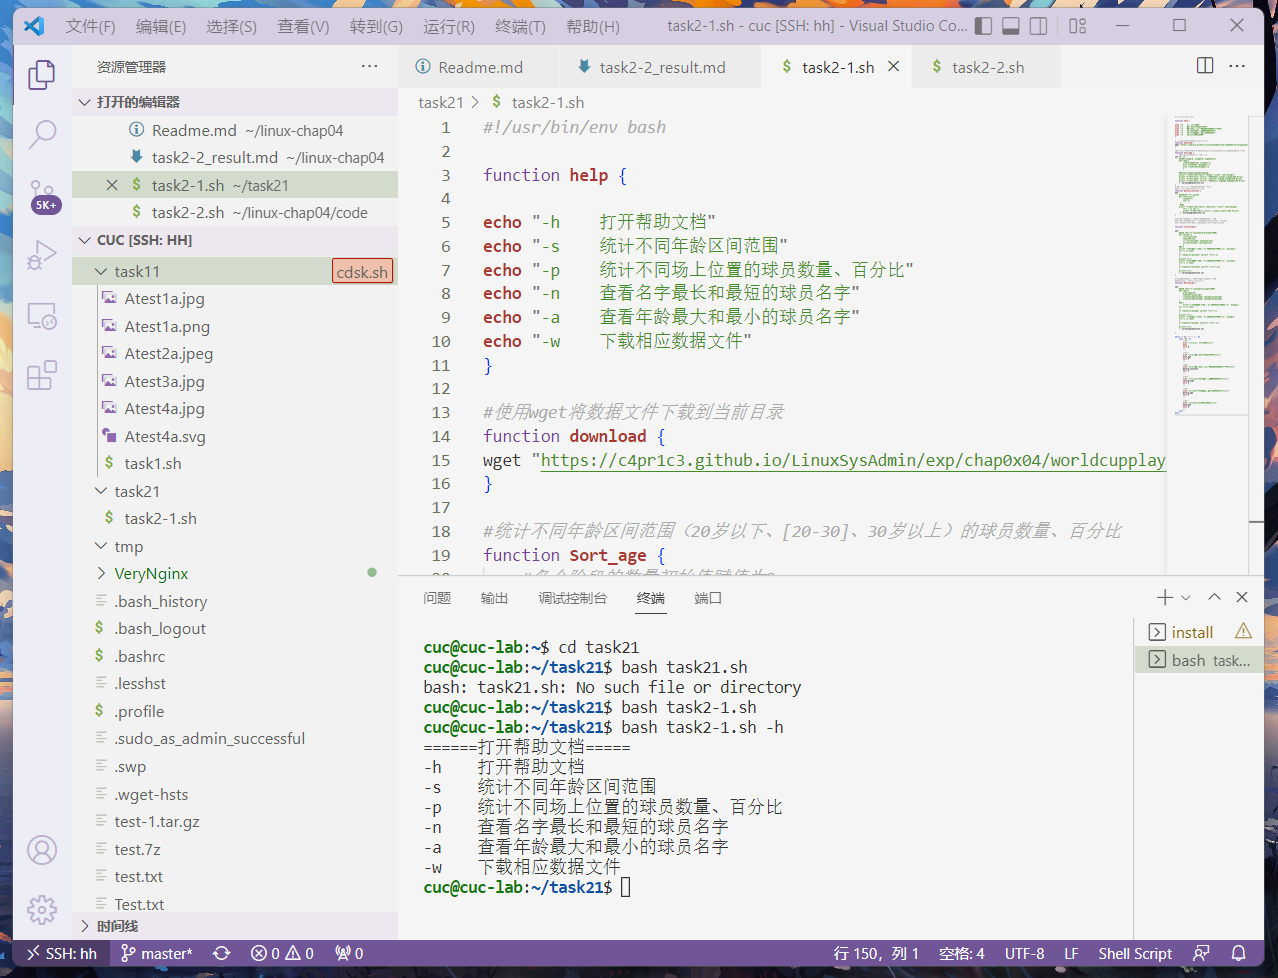 文件(F) 编辑(E) 选择(S) 查看(V) 转到(G) 运行(R) 终端(T) 帮助(H) task2-1.sh - cuc [SSH: hh] - Visual Studio Co...
资源管理器
打开的编辑器
Readme.md ~/linux-chap04
task2-2_result.md ~/linux-chap04
task2-1.sh ~/task21
task2-2.sh ~/linux-chap04/code
CUC [SSH: HH]
task11 cdsk.sh
Atest1a.jpg
Atest1a.png
Atest2a.jpeg
Atest3a.jpg
Atest4a.jpg
Atest4a.svg
task1.sh
task21
task2-1.sh
tmp
VeryNginx
.bash_history
.bash_logout
.bashrc
.lesshst
.profile
.sudo_as_admin_successful
.swp
.wget-hsts
test-1.tar.gz
test.7z
test.txt
Test.txt
时间线
5K+
Readme.md task2-2_result.md task2-1.sh task2-2.sh
task21 > $ task2-1.sh
1 #!/usr/bin/env bash
2
3 function help {
4
5 echo "-h    打开帮助文档"
6 echo "-s    统计不同年龄区间范围"
7 echo "-p    统计不同场上位置的球员数量、百分比"
8 echo "-n    查看名字最长和最短的球员名字"
9 echo "-a    查看年龄最大和最小的球员名字"
10 echo "-w    下载相应数据文件"
11 }
12
13 #使用wget将数据文件下载到当前目录
14 function download {
15 wget "https://c4pr1c3.github.io/LinuxSysAdmin/exp/chap0x04/worldcupplay
16 }
17
18 #统计不同年龄区间范围（20岁以下、[20-30]、30岁以上）的球员数量、百分比
19 function Sort_age {
问题 输出 调试控制台 终端 端口
install
bash task...
cuc@cuc-lab:~$ cd task21
cuc@cuc-lab:~/task21$ bash task21.sh
bash: task21.sh: No such file or directory
cuc@cuc-lab:~/task21$ bash task2-1.sh
cuc@cuc-lab:~/task21$ bash task2-1.sh -h
======打开帮助文档=====
-h    打开帮助文档
-s    统计不同年龄区间范围
-p    统计不同场上位置的球员数量、百分比
-n    查看名字最长和最短的球员名字
-a    查看年龄最大和最小的球员名字
-w    下载相应数据文件
cuc@cuc-lab:~/task21$
SSH: hh master* 0 0 0 行 150，列 1 空格: 4 UTF-8 LF Shell Script